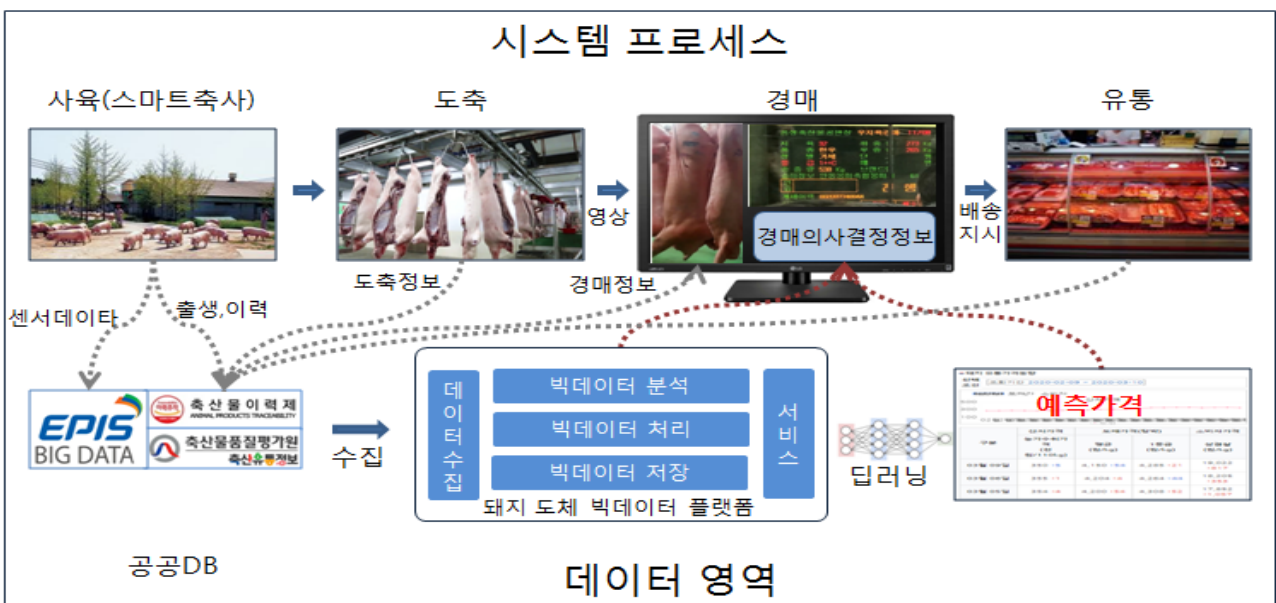 시스템 프로세스
사육(스마트축사)
도축
경매
유통
영상
경매의사결정정보
배송
지시
도축정보
경매정보
센서데이타
출생,이력
EPIS
BIG DATA
축산물이력제
ANIMAL PRODUCTS TRACEABILITY
축산물품질평가원
축산유통정보
수집
데이터수집
빅데이터 분석
빅데이터 처리
빅데이터 저장
서비스
돼지 도체 빅데이터 플랫폼
딥러닝
예측가격
구분
공공DB
데이터 영역